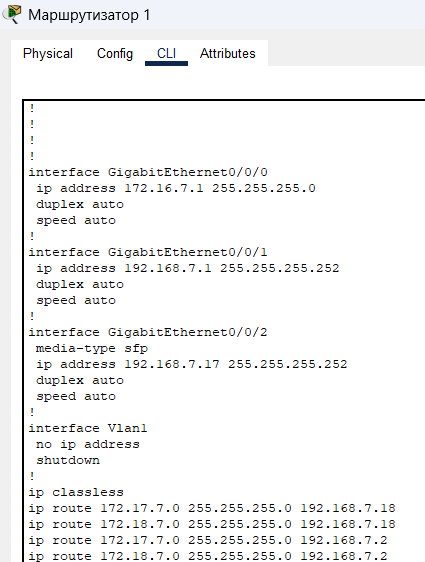 Маршрутизатор 1
Physical Config CLI Attributes
!
!
!
!
interface GigabitEthernet0/0/0
ip address 172.16.7.1 255.255.255.0
duplex auto
speed auto
!
interface GigabitEthernet0/0/1
ip address 192.168.7.1 255.255.255.252
duplex auto
speed auto
!
interface GigabitEthernet0/0/2
media-type sfp
ip address 192.168.7.17 255.255.255.252
duplex auto
speed auto
!
interface Vlan1
no ip address
shutdown
!
ip classless
ip route 172.17.7.0 255.255.255.0 192.168.7.18
ip route 172.18.7.0 255.255.255.0 192.168.7.18
ip route 172.17.7.0 255.255.255.0 192.168.7.2
ip route 172.18.7.0 255.255.255.0 192.168.7.2